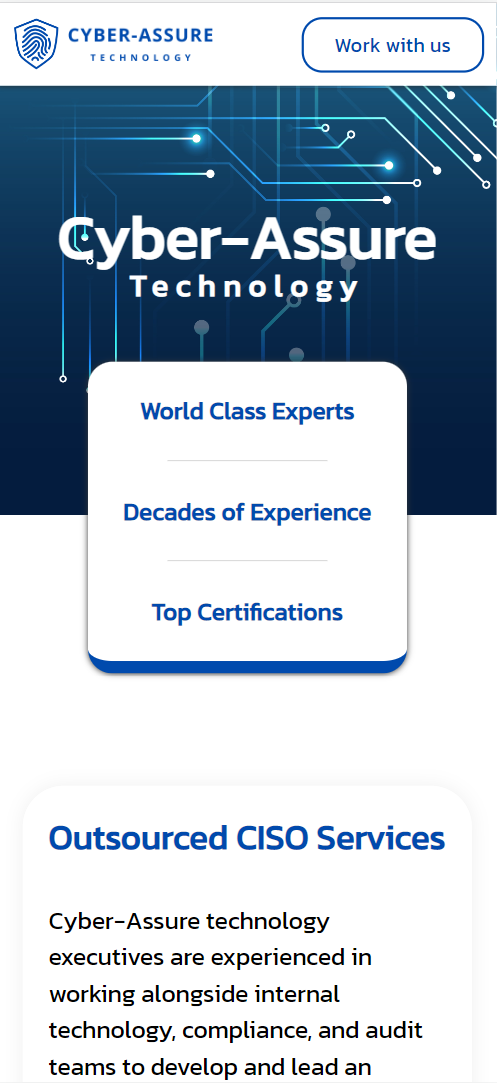 CYBER-ASSURE
TECHNOLOGY
Work with us
Cyber-Assure
Technology
World Class Experts
Decades of Experience
Top Certifications
Outsourced CISO Services
Cyber-Assure technology
executives are experienced in
working alongside internal
technology, compliance, and audit
teams to develop and lead an